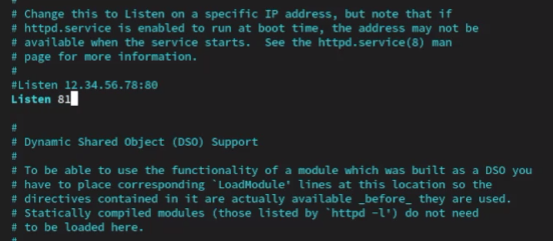 #
# Change this to Listen on a specific IP address, but note that if
# httpd.service is enabled to run at boot time, the address may not be
# available when the service starts.  See the httpd.service(8) man
# page for more information.
#
#Listen 12.34.56.78:80
Listen 81

#
# Dynamic Shared Object (DSO) Support
#
# To be able to use the functionality of a module which was built as a DSO you
# have to place corresponding `LoadModule' lines at this location so the
# directives contained in it are actually available _before_ they are used.
# Statically compiled modules (those listed by `httpd -l') do not need
# to be loaded here.
#